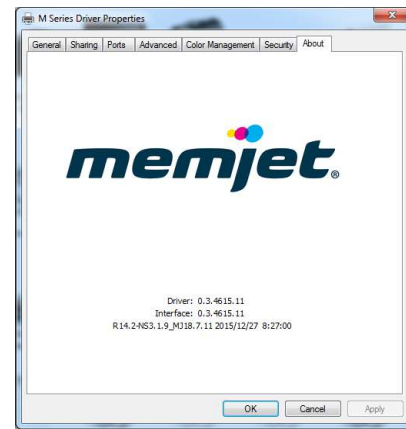 M Series Driver Properties
General Sharing Ports Advanced Color Management Security About
memjet®
Driver: 0.3.4615.11
Interface: 0.3.4615.11
R14.2-NS3.1.9_MJ18.7.11 2015/12/27 8:27:00
OK Cancel Apply